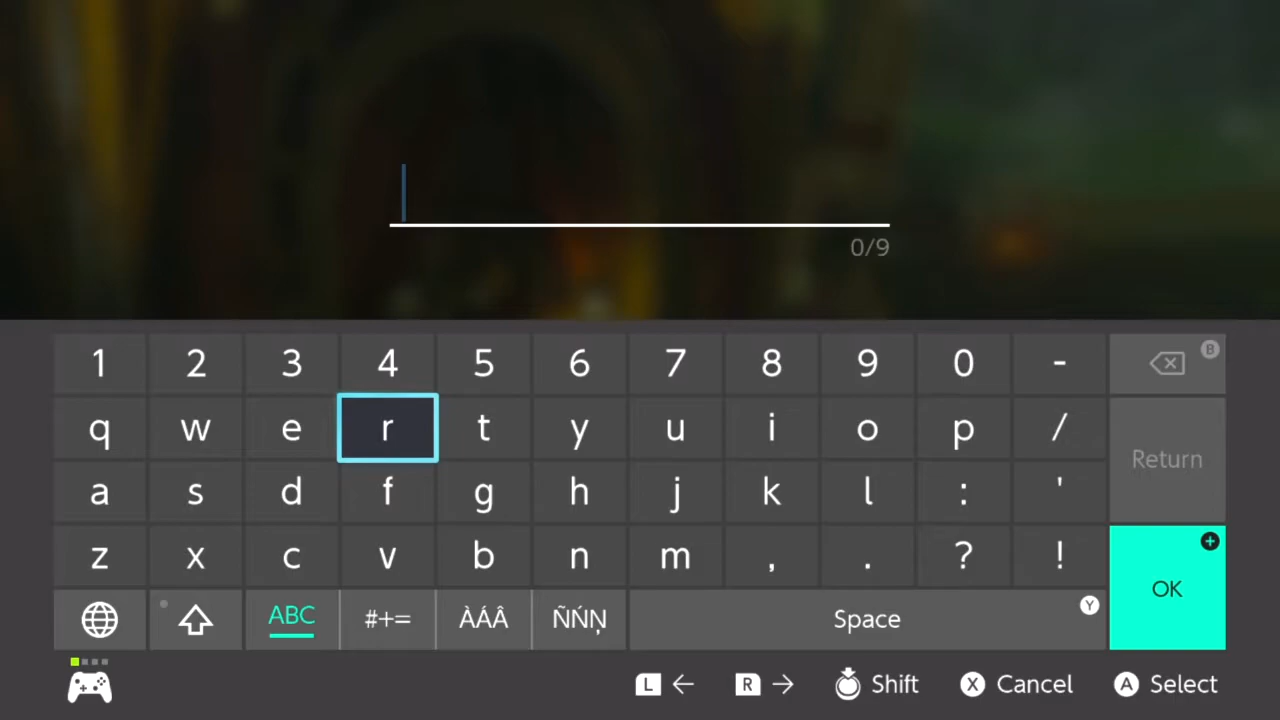 0/9
1 2 3 4 5 6 7 8 9 0 - B
q w e r t y u i o p / Return
a s d f g h j k l : '
z x c v b n m , . ? ! + OK
ABC #+= ÀÁÂ ÑŃŅ Space Y
L ← R → Shift X Cancel A Select